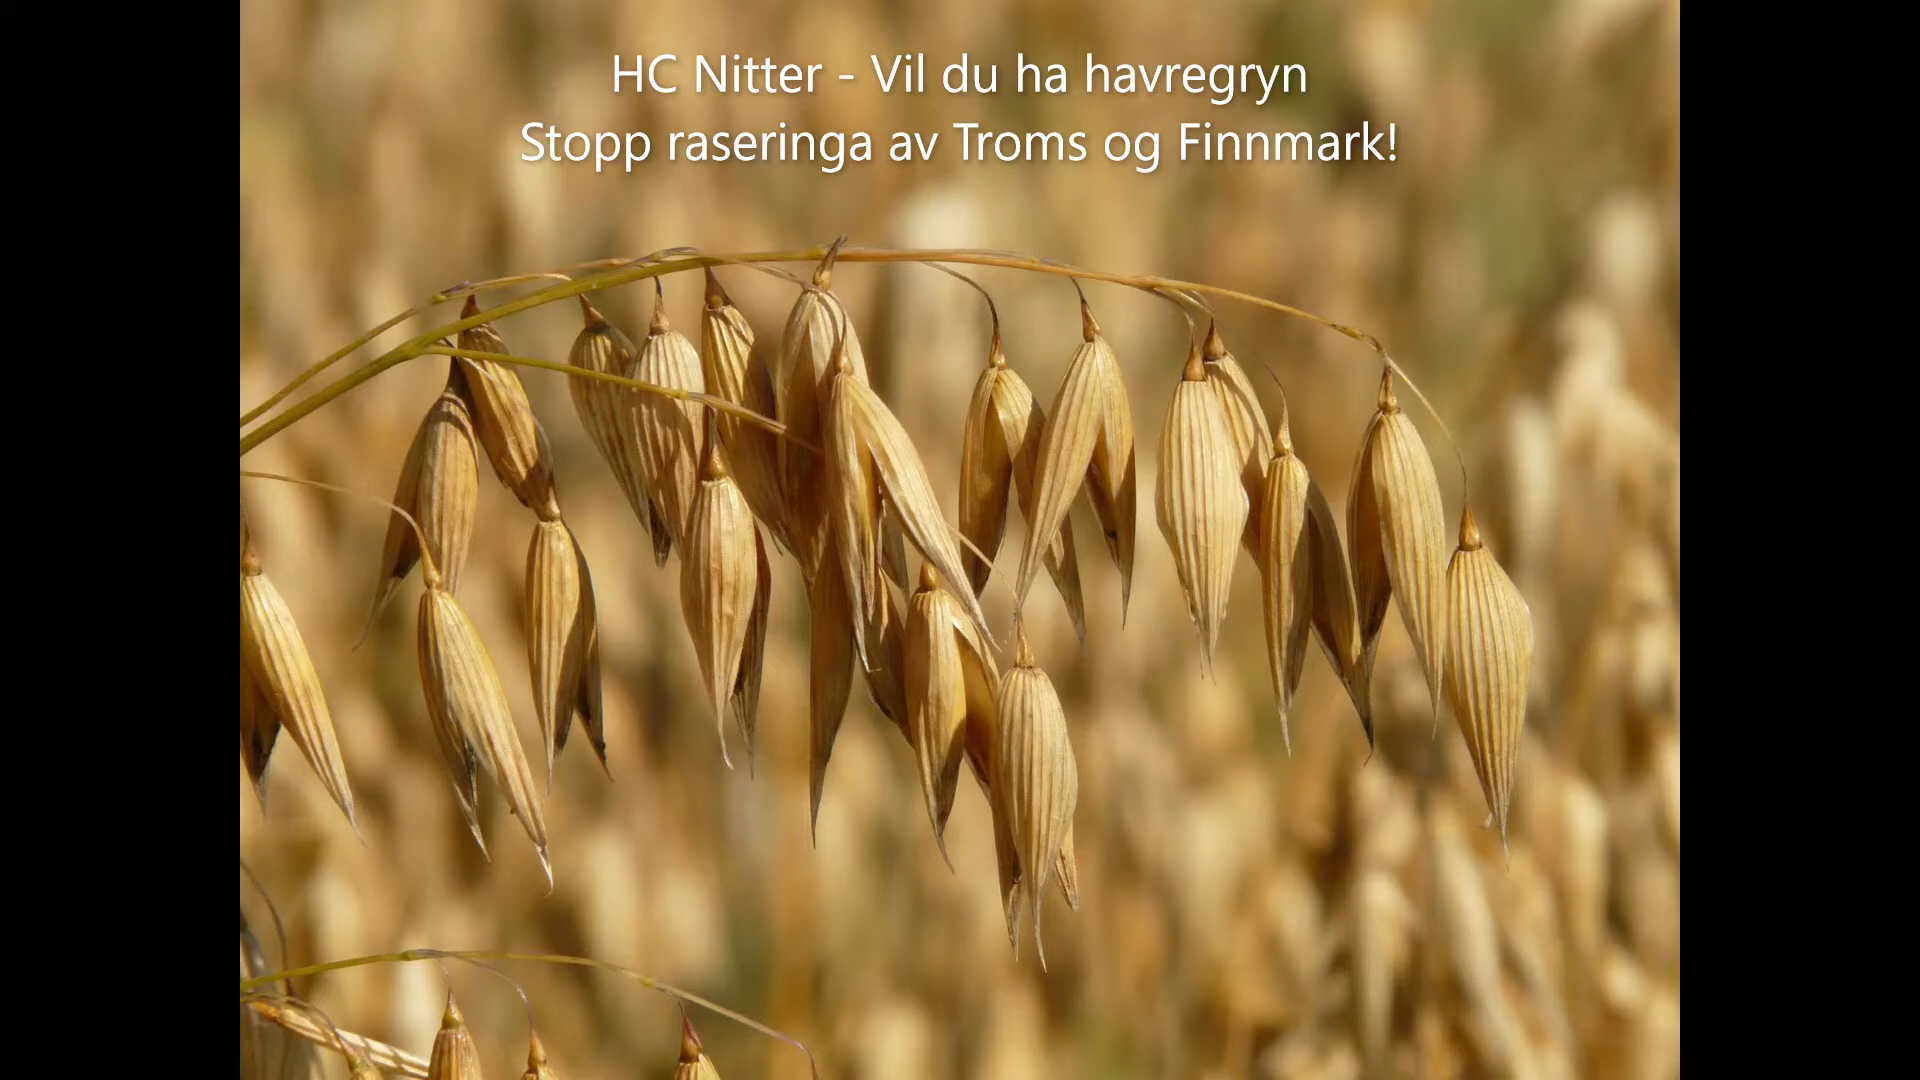 HC Nitter - Vil du ha havregryn
Stopp raseringa av Troms og Finnmark!